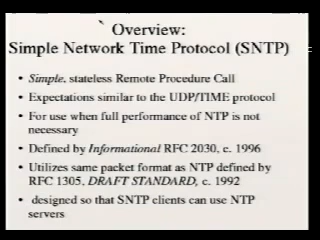 Overview:
Simple Network Time Protocol (SNTP)
• Simple, stateless Remote Procedure Call
• Expectations similar to the UDP/TIME protocol
• For use when full performance of NTP is not
necessary
• Defined by Informational RFC 2030, c. 1996
• Utilizes same packet format as NTP defined by
RFC 1305, DRAFT STANDARD, c. 1992
• designed so that SNTP clients can use NTP
servers